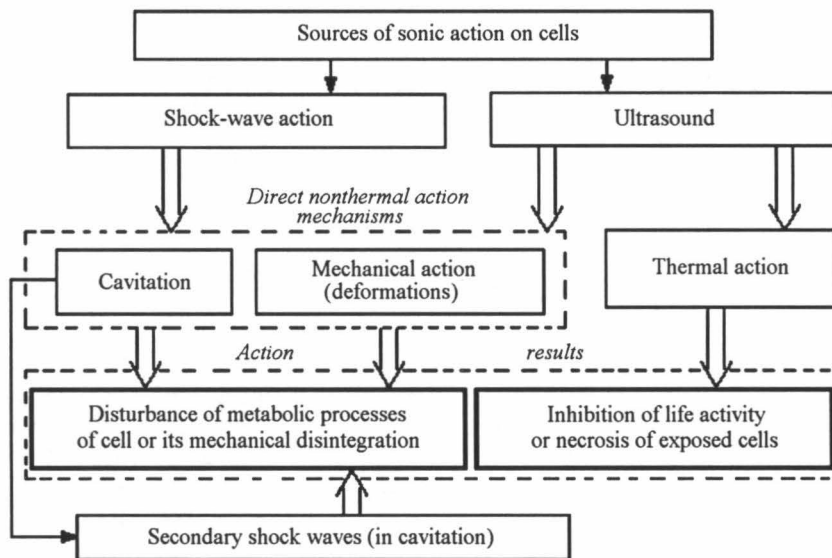 Sources of sonic action on cells
Shock-wave action
Ultrasound
Direct nonthermal action
mechanisms
Cavitation
Mechanical action
(deformations)
Thermal action
Action results
Disturbance of metabolic processes
of cell or its mechanical disintegration
Inhibition of life activity
or necrosis of exposed cells
Secondary shock waves (in cavitation)